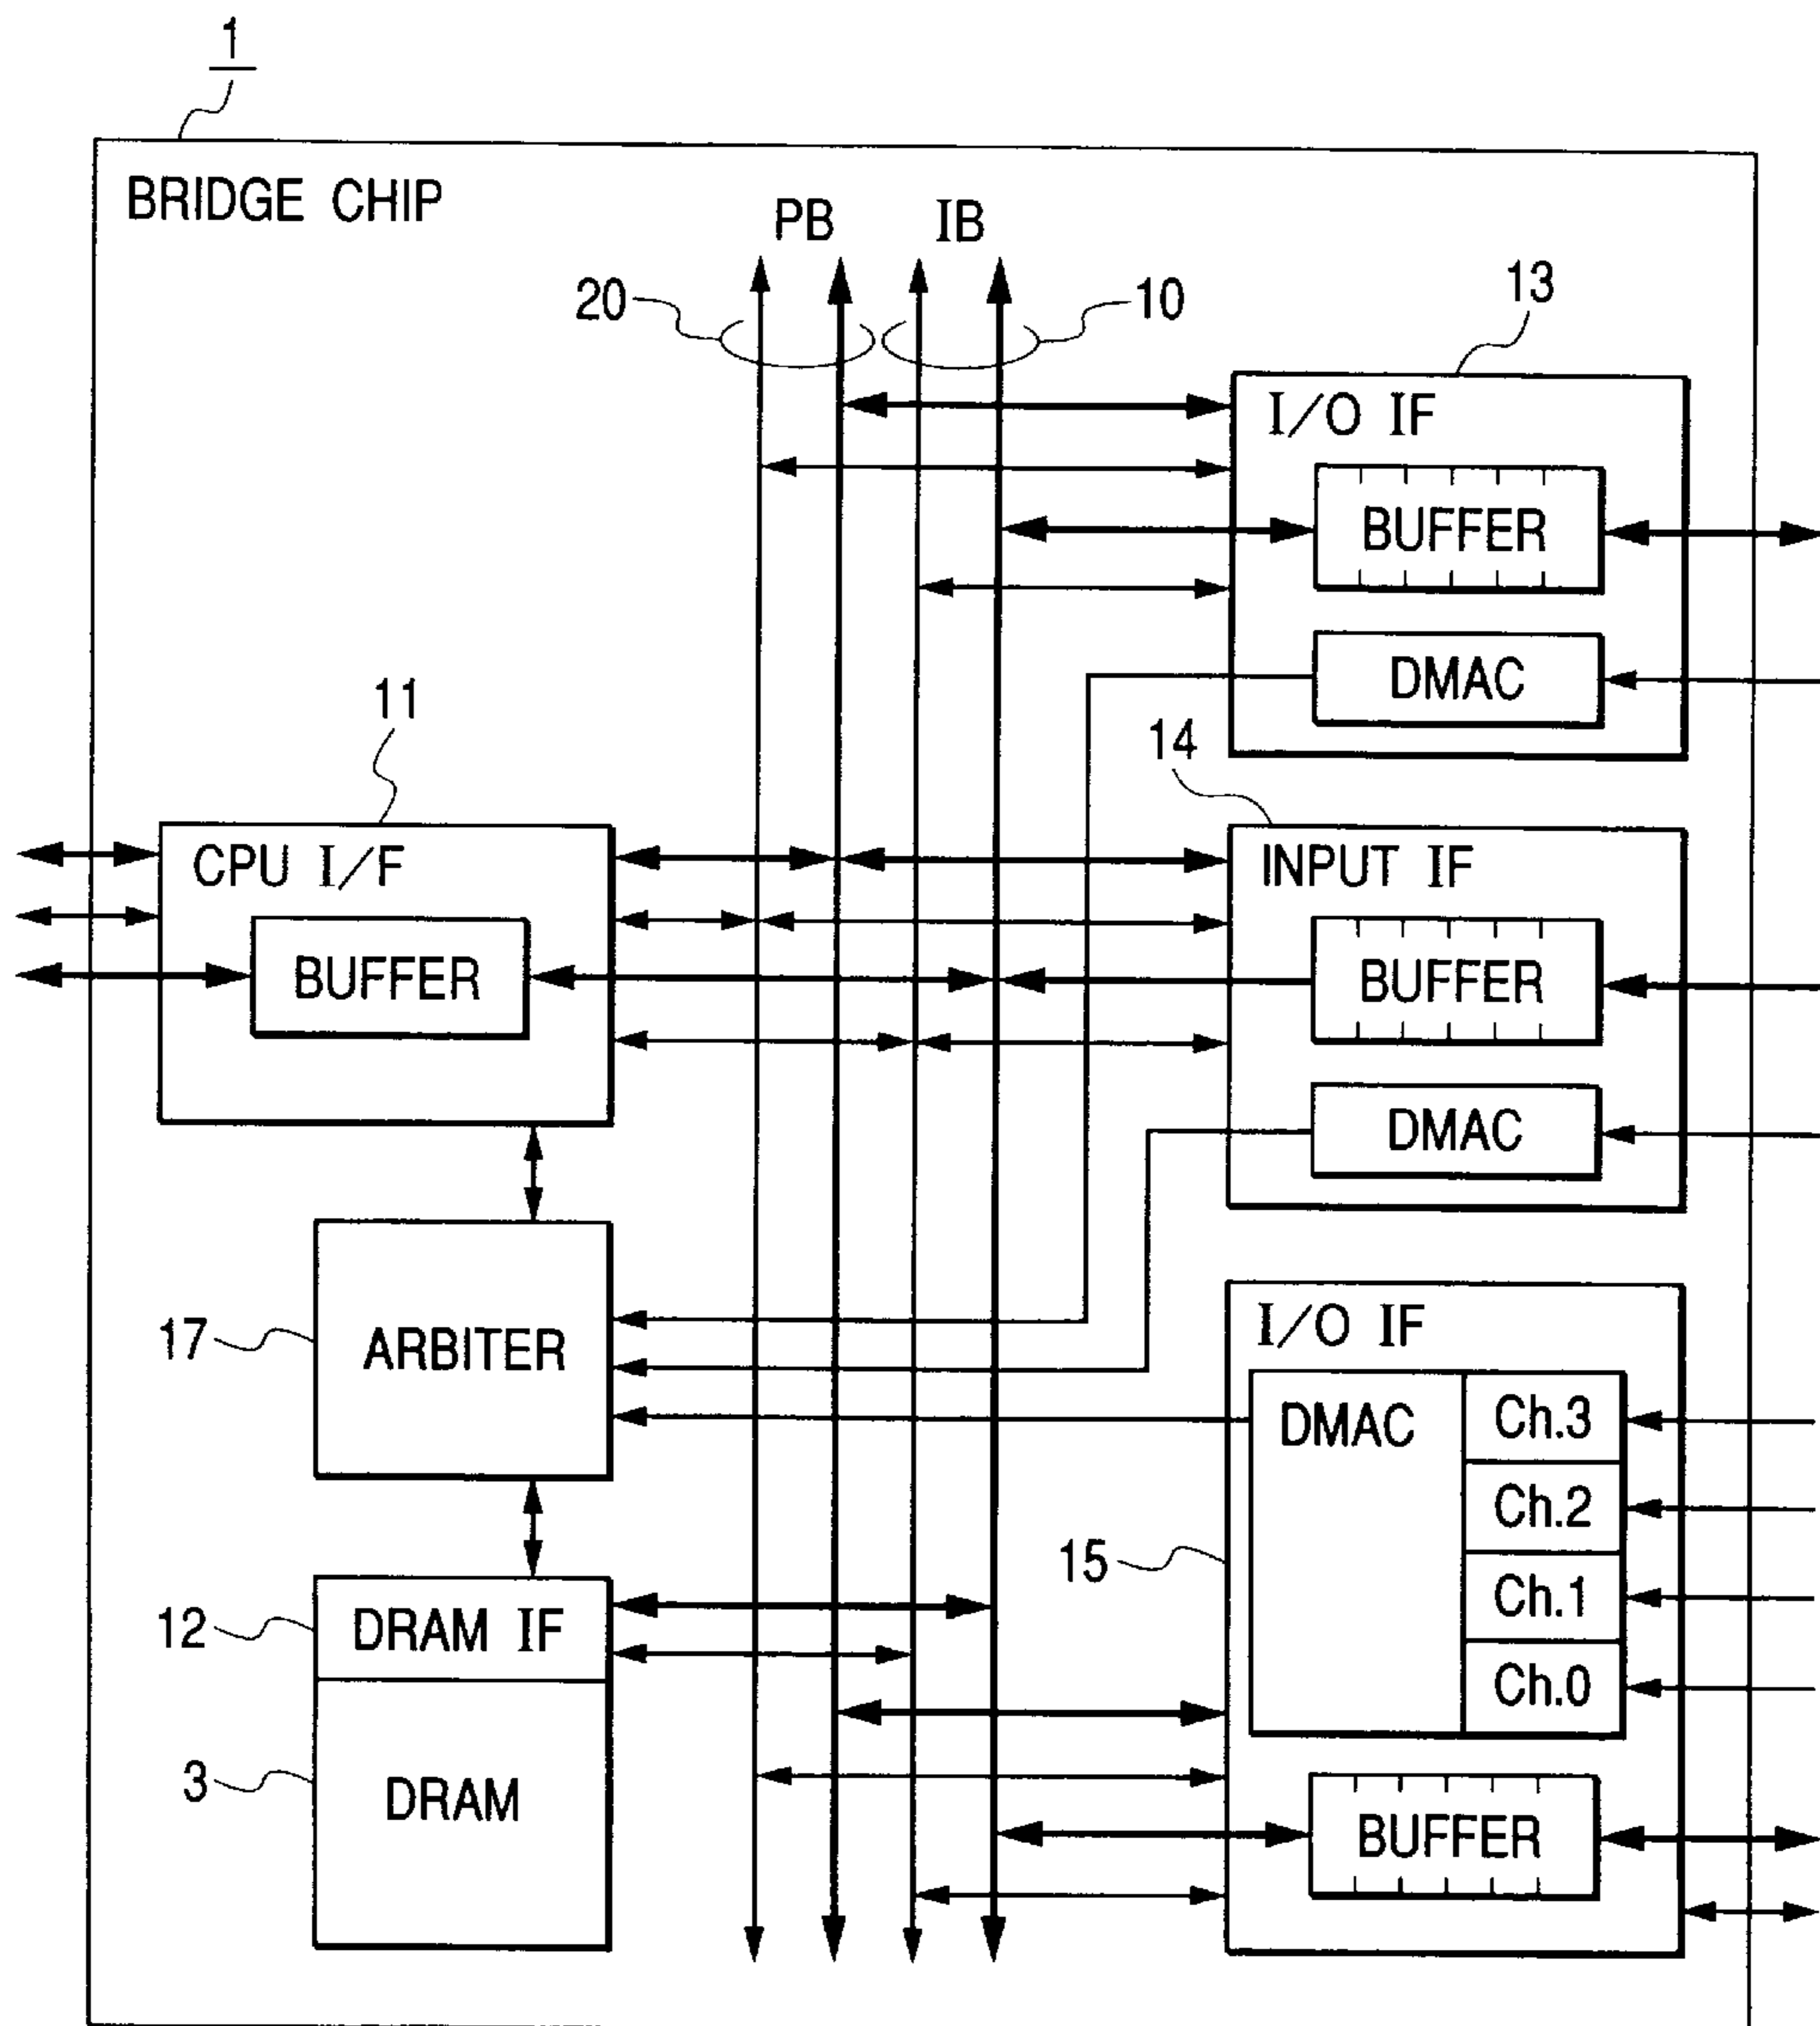 1
BRIDGE CHIP
PB IB
20
10
13
I/O IF
BUFFER
DMAC
11
CPU I/F
BUFFER
14
INPUT IF
BUFFER
DMAC
17
ARBITER
I/O IF
DMAC
Ch.3
Ch.2
Ch.1
Ch.0
15
BUFFER
12
DRAM IF
3
DRAM